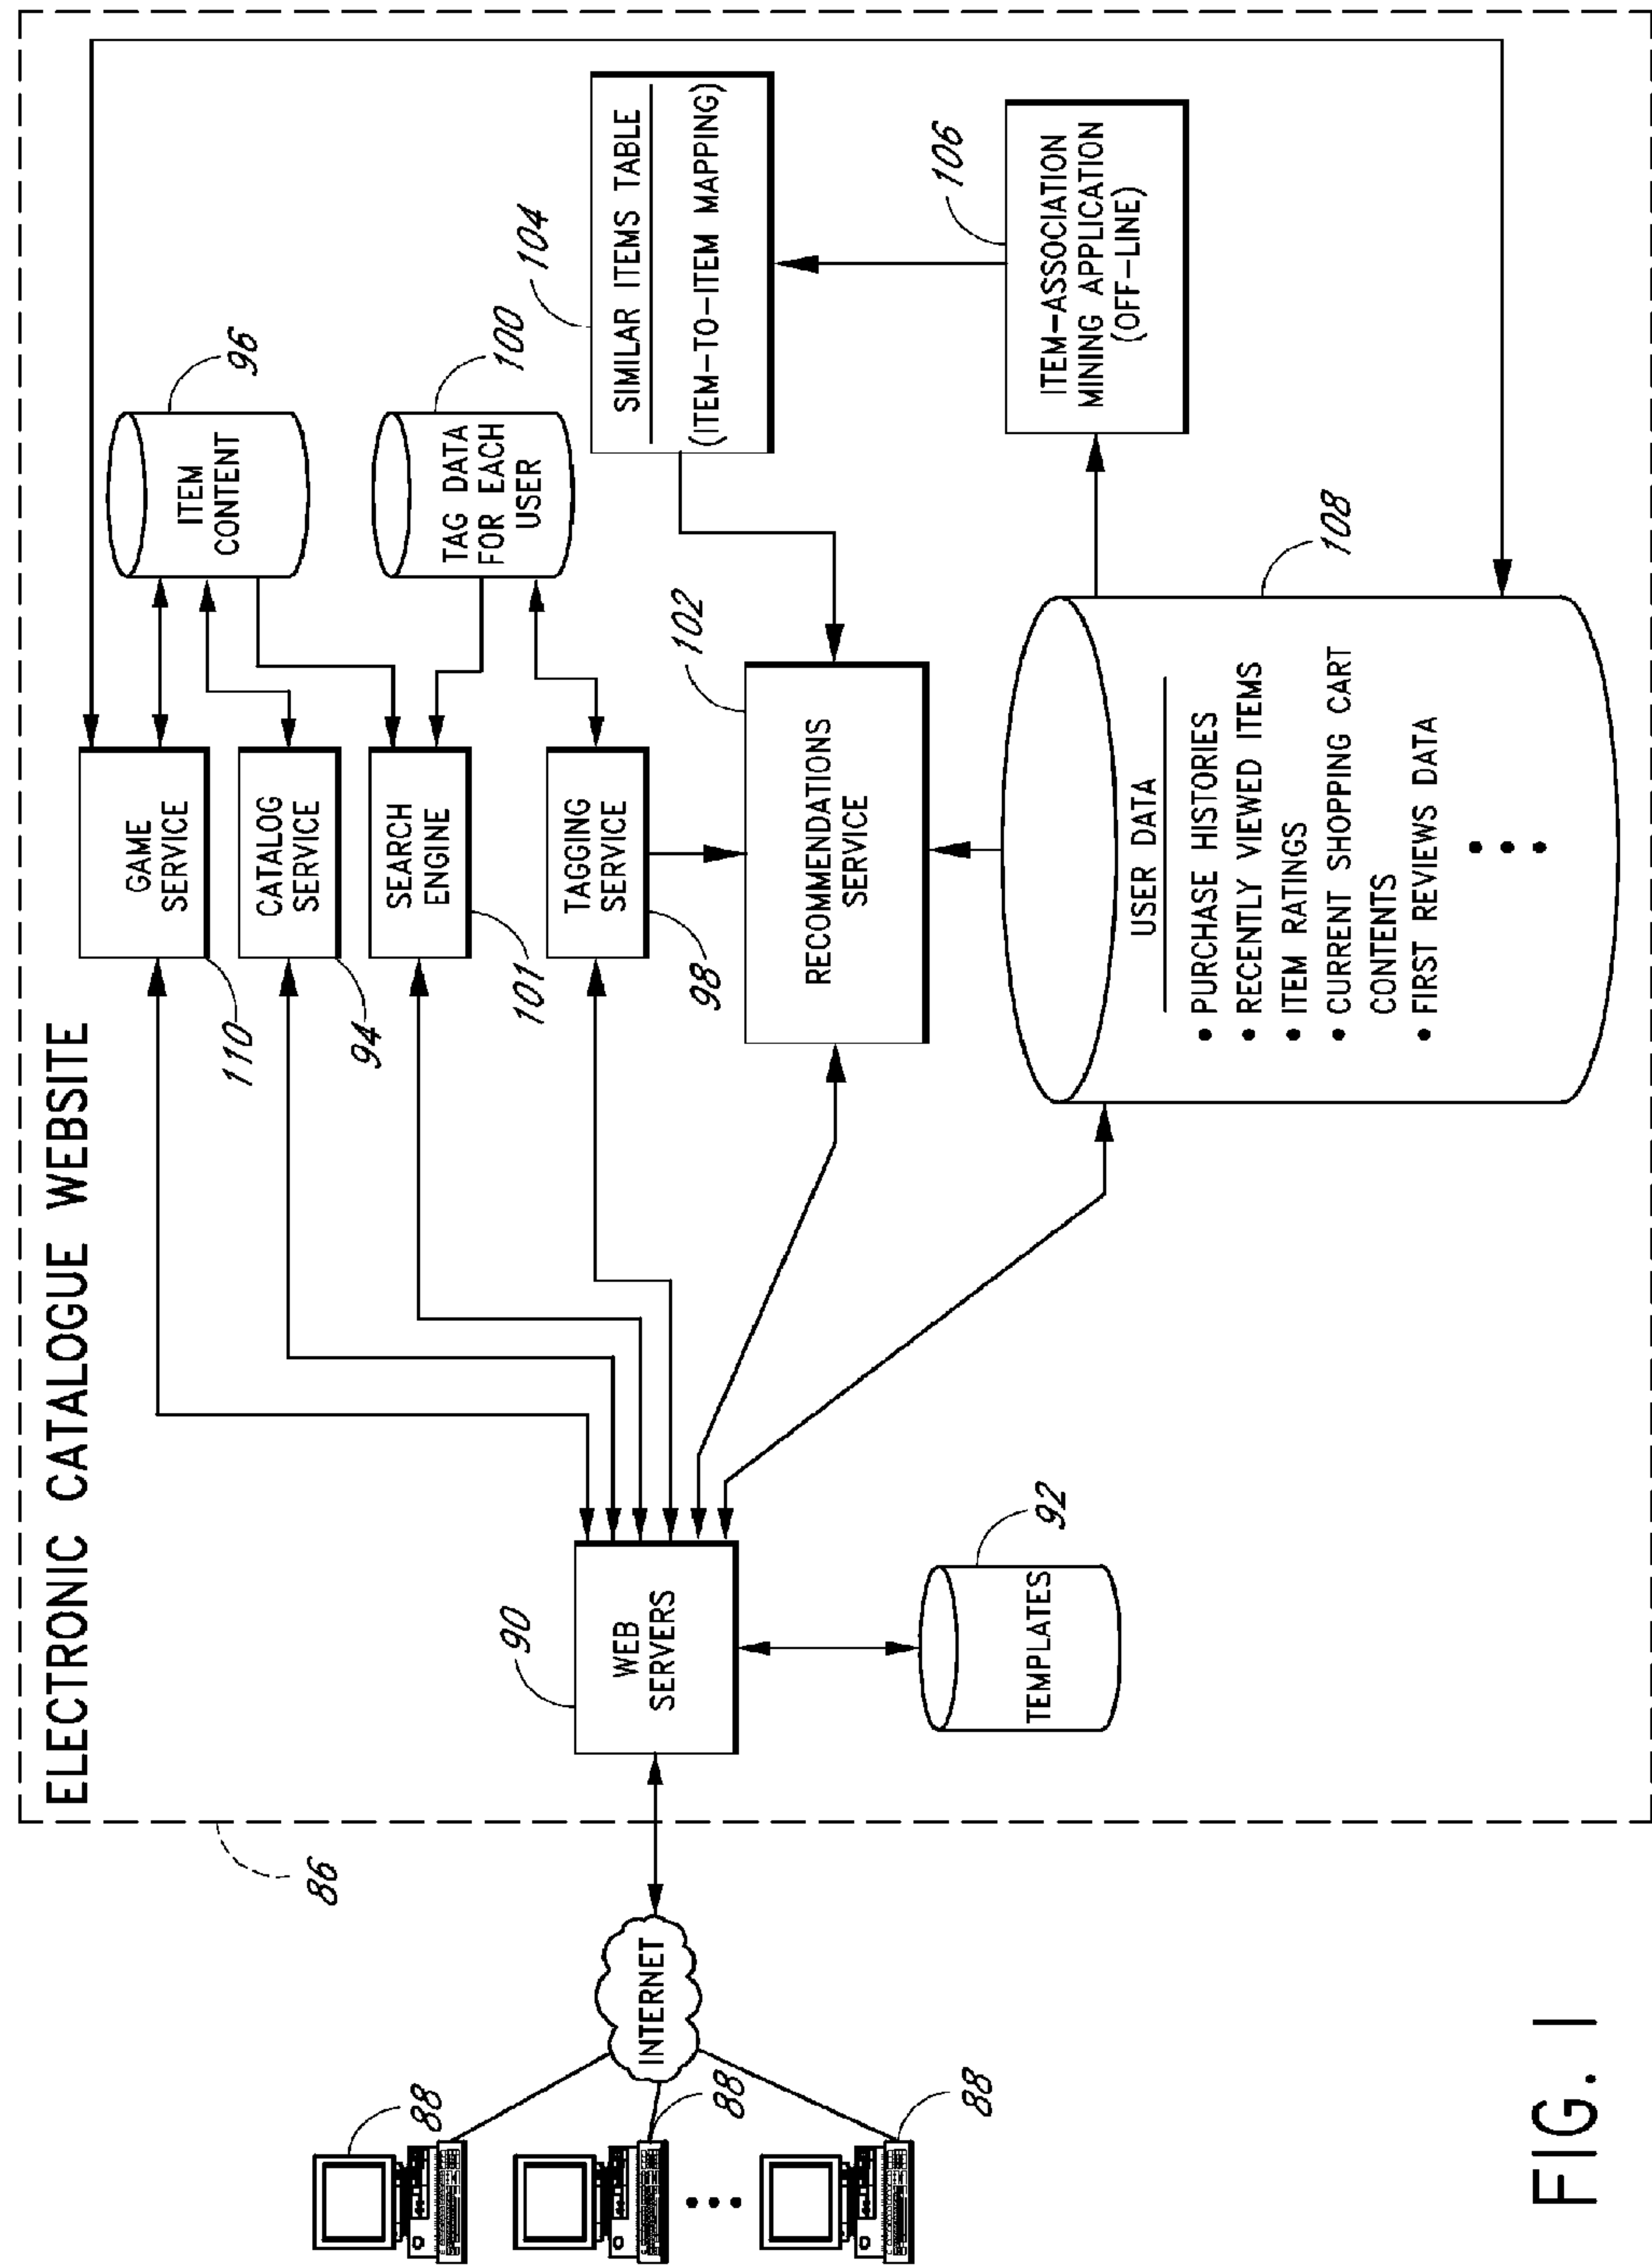 ELECTRONIC CATALOGUE WEBSITE
86
88
88
88
INTERNET
90
WEB
SERVERS
92
TEMPLATES
GAME
SERVICE
110
CATALOG
SERVICE
94
SEARCH
ENGINE
101
TAGGING
SERVICE
98
ITEM
CONTENT
96
TAG DATA
FOR EACH
USER
100
102
RECOMMENDATIONS
SERVICE
104
SIMILAR ITEMS TABLE
(ITEM-TO-ITEM MAPPING)
106
ITEM-ASSOCIATION
MINING APPLICATION
(OFF-LINE)
108
USER DATA
• PURCHASE HISTORIES
• RECENTLY VIEWED ITEMS
• ITEM RATINGS
• CURRENT SHOPPING CART
CONTENTS
• FIRST REVIEWS DATA
FIG. 1